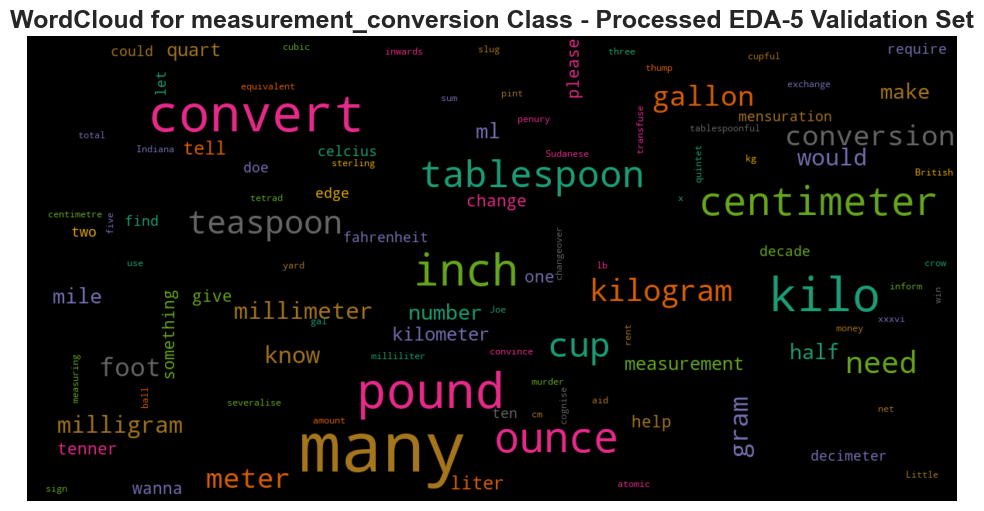 WordCloud for measurement_conversion Class - Processed EDA-5 Validation Set
could quart cubic inwards slug three require
let please thump cupful
equivalent convert sum pint gallon exchange make
total penury transfuse mensuration
Indiana tell celcius ml Sudanese tablespoonful conversion
sterling doe tablespoon quintet kg would British
tetrad edge change x centimeter
centimetre five find teaspoon
two fahrenheit changeover decade
use yard inch one lb crow
mile give something millimeter kilogram kilo inform win
gal number Joe xxxvi
kilometer rent money
know milliliter convince cup half
foot measuring measurement need
ball pound murder cognise aid net
severalise ten cm
milligram amount many ounce help gram Little
tenner decimeter
meter liter atomic
sign wanna